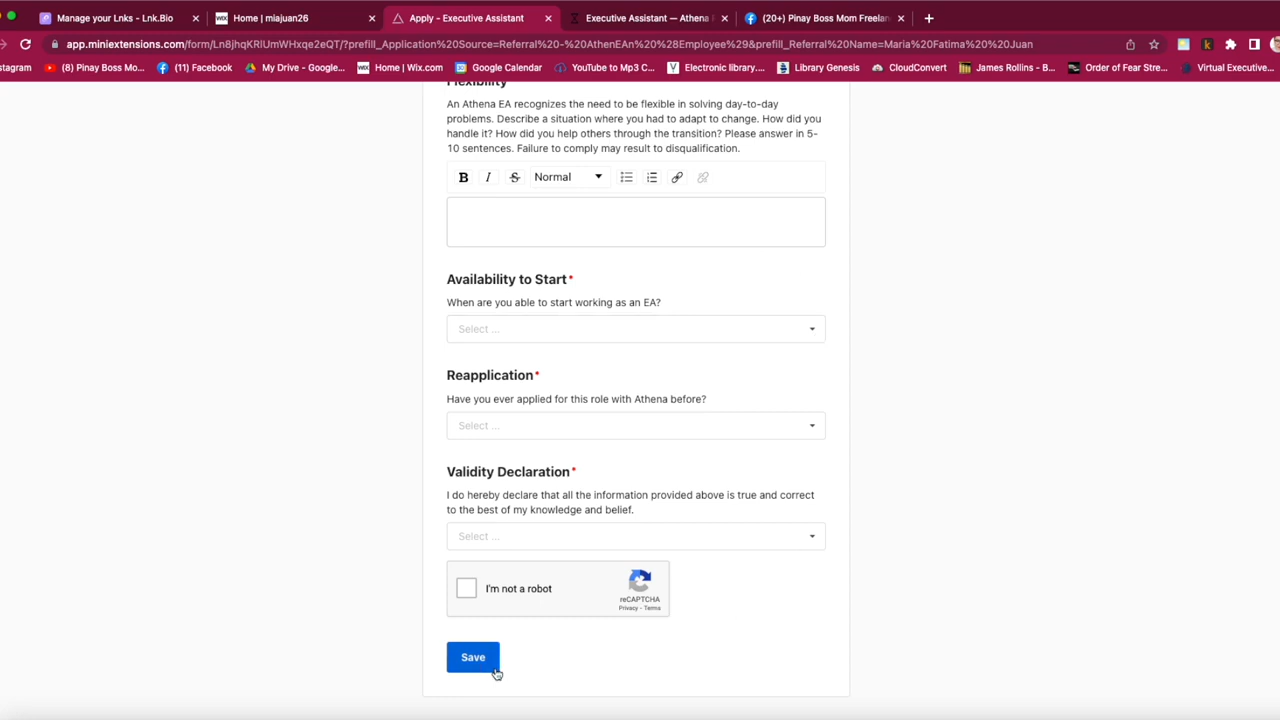 Manage your Lnks - Lnk.Bio
Home | miajuan26
Apply - Executive Assistant
Executive Assistant — Athena
(20+) Pinay Boss Mom Freelan
app.miniextensions.com/form/Ln8jhqKRlUmWHxqe2eQT/?prefill_Application%20Source=Referral%20-%20AthenEAn%20%28Employee%29&prefill_Referral%20Name=Maria%20Fatima%20%20Juan
stagram
(8) Pinay Boss Mo...
(11) Facebook
My Drive - Google...
Home | Wix.com
Google Calendar
YouTube to Mp3 C...
Electronic library....
Library Genesis
CloudConvert
James Rollins - B...
Order of Fear Stre...
Virtual Executive...
Flexibility
An Athena EA recognizes the need to be flexible in solving day-to-day
problems. Describe a situation where you had to adapt to change. How did you
handle it? How did you help others through the transition? Please answer in 5-
10 sentences. Failure to comply may result to disqualification.
B I S Normal
Availability to Start*
When are you able to start working as an EA?
Select ...
Reapplication*
Have you ever applied for this role with Athena before?
Select ...
Validity Declaration*
I do hereby declare that all the information provided above is true and correct
to the best of my knowledge and belief.
Select ...
I'm not a robot
reCAPTCHA
Privacy - Terms
Save